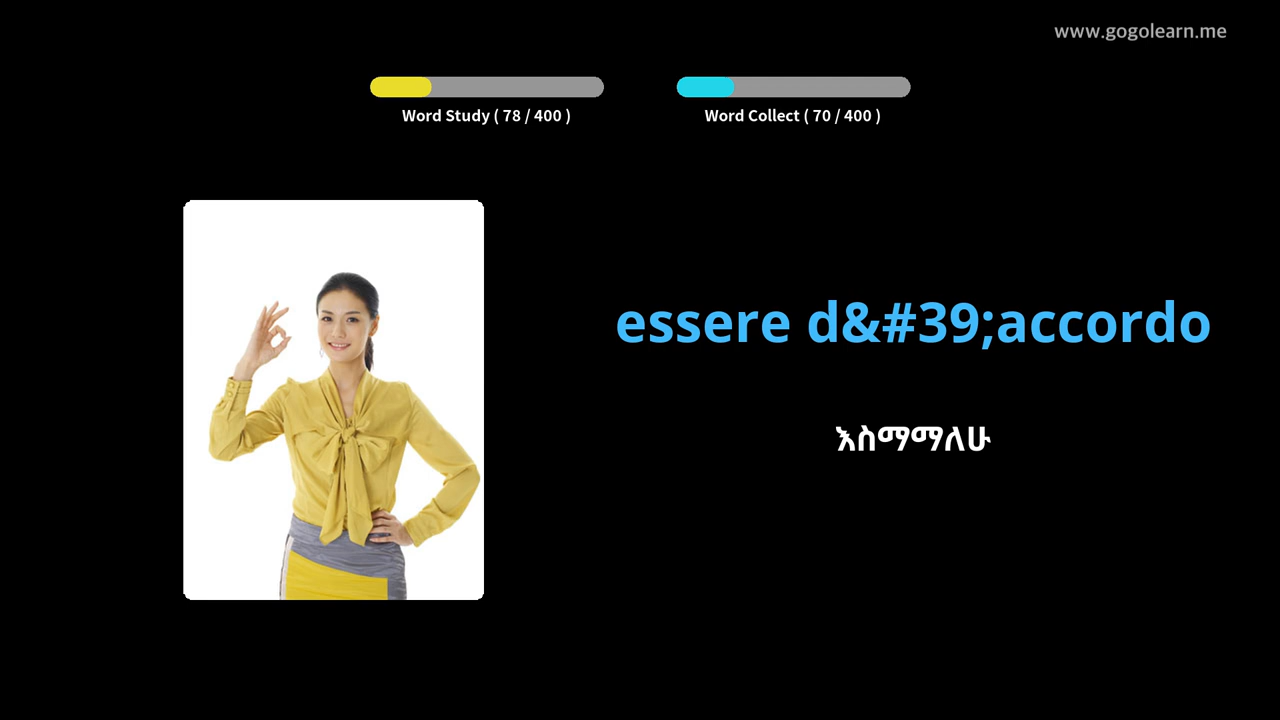 www.gogolearn.me
Word Study ( 78 / 400 )
Word Collect ( 70 / 400 )
essere d&#39;accordo
እስማማለሁ